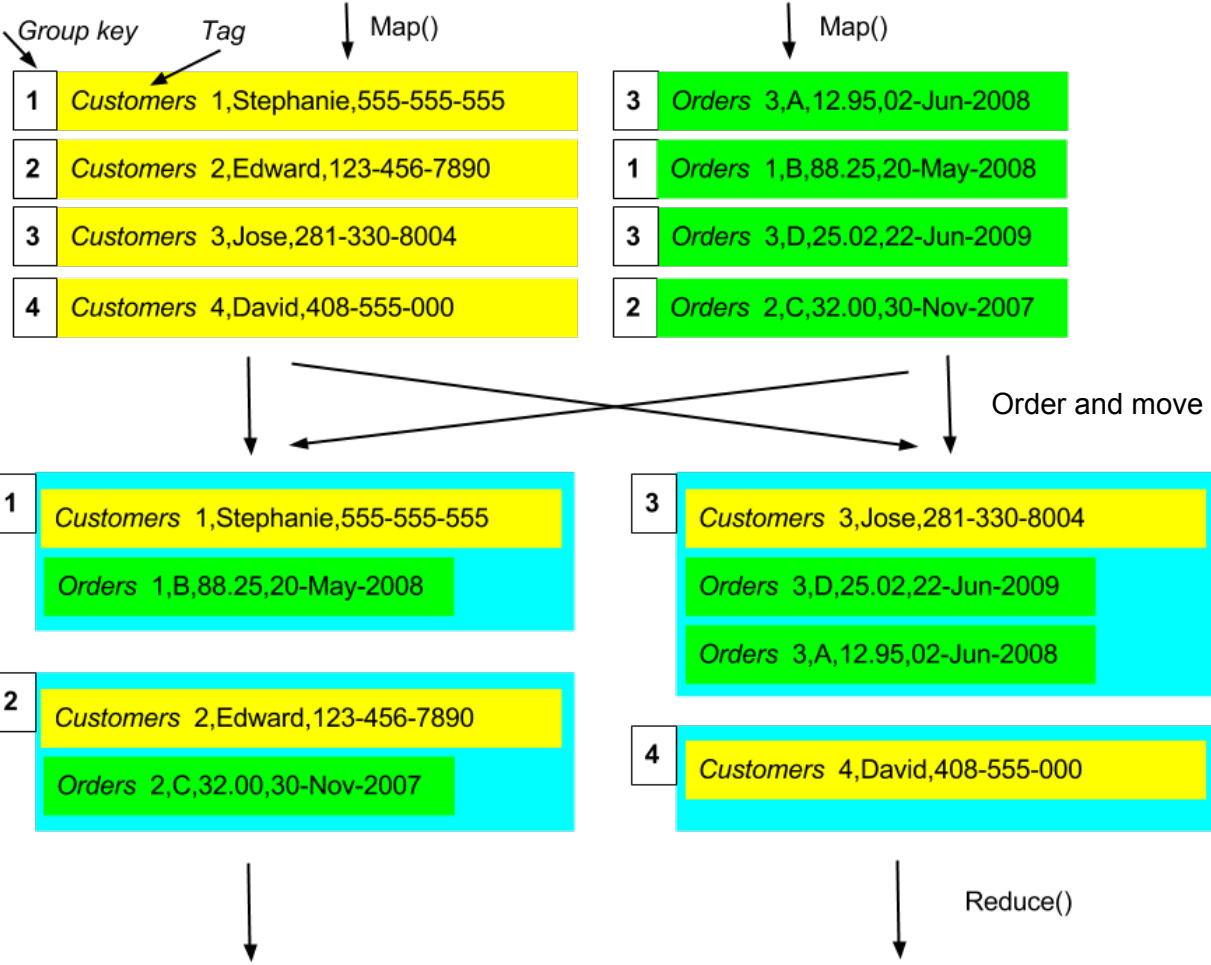 Group key Tag Map() Map()
1 Customers 1,Stephanie,555-555-555
3 Orders 3,A,12.95,02-Jun-2008
2 Customers 2,Edward,123-456-7890
1 Orders 1,B,88.25,20-May-2008
3 Customers 3,Jose,281-330-8004
3 Orders 3,D,25.02,22-Jun-2009
4 Customers 4,David,408-555-000
2 Orders 2,C,32.00,30-Nov-2007
Order and move
1 Customers 1,Stephanie,555-555-555
Orders 1,B,88.25,20-May-2008
2 Customers 2,Edward,123-456-7890
Orders 2,C,32.00,30-Nov-2007
3 Customers 3,Jose,281-330-8004
Orders 3,D,25.02,22-Jun-2009
Orders 3,A,12.95,02-Jun-2008
4 Customers 4,David,408-555-000
Reduce()